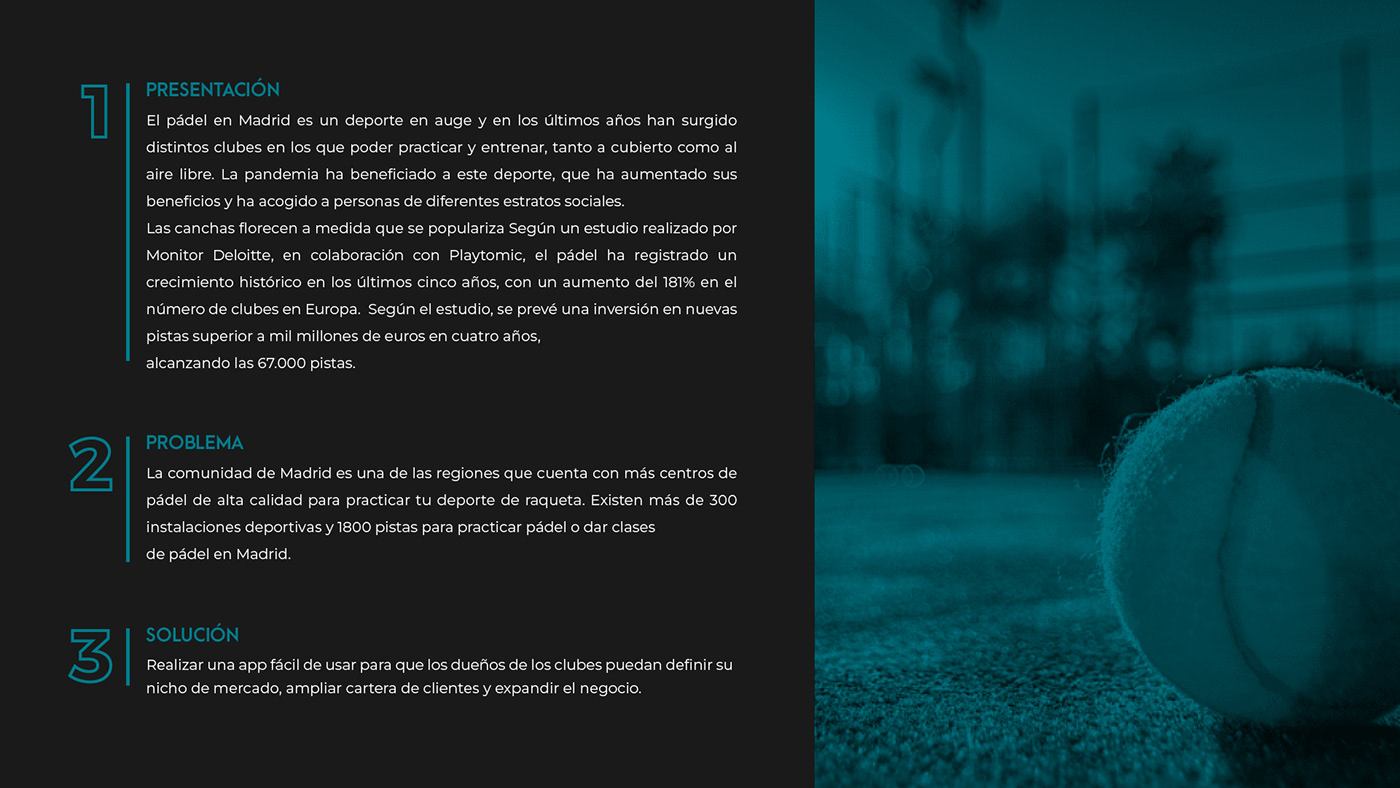 1
PRESENTACIÓN
El pádel en Madrid es un deporte en auge y en los últimos años han surgido
distintos clubes en los que poder practicar y entrenar, tanto a cubierto como al
aire libre. La pandemia ha beneficiado a este deporte, que ha aumentado sus
beneficios y ha acogido a personas de diferentes estratos sociales.
Las canchas florecen a medida que se populariza Según un estudio realizado por
Monitor Deloitte, en colaboración con Playtomic, el pádel ha registrado un
crecimiento histórico en los últimos cinco años, con un aumento del 181% en el
número de clubes en Europa.  Según el estudio, se prevé una inversión en nuevas
pistas superior a mil millones de euros en cuatro años,
alcanzando las 67.000 pistas.
2
PROBLEMA
La comunidad de Madrid es una de las regiones que cuenta con más centros de
pádel de alta calidad para practicar tu deporte de raqueta. Existen más de 300
instalaciones deportivas y 1800 pistas para practicar pádel o dar clases
de pádel en Madrid.
3
SOLUCIÓN
Realizar una app fácil de usar para que los dueños de los clubes puedan definir su
nicho de mercado, ampliar cartera de clientes y expandir el negocio.